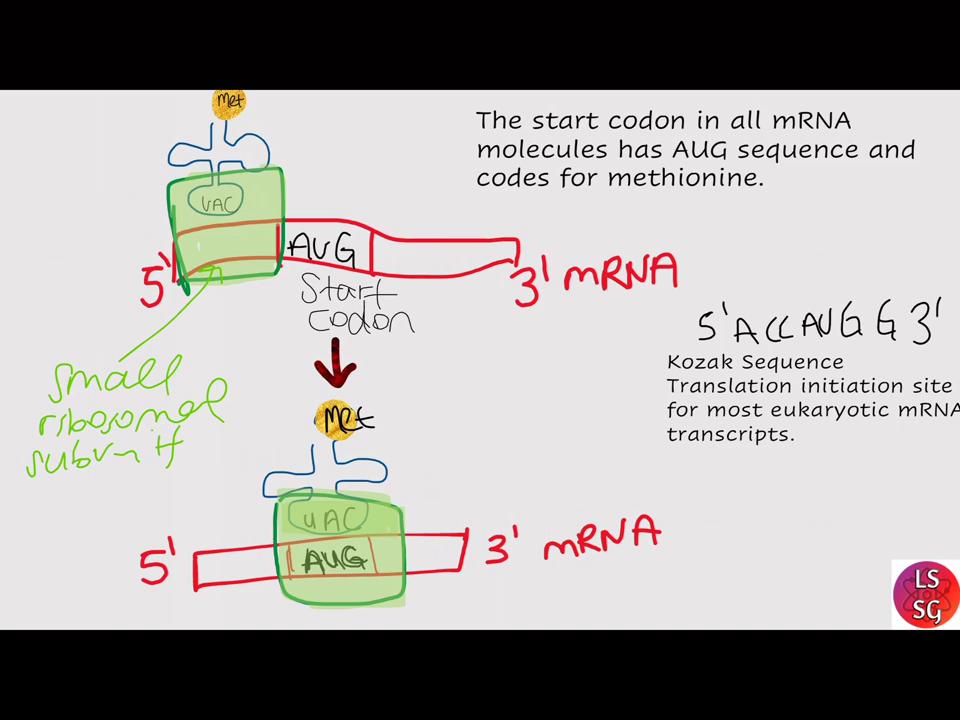 Met
The start codon in all mRNA
molecules has AUG sequence and
codes for methionine.
UAC
AUG
5'
3' mRNA
Start
codon
5' ACCAUGG 3'
Kozak Sequence
Translation initiation site
for most eukaryotic mRNA
transcripts.
small
ribosomal
subunit
Met
UAC
AUG
5'
3' mRNA
LS
SG